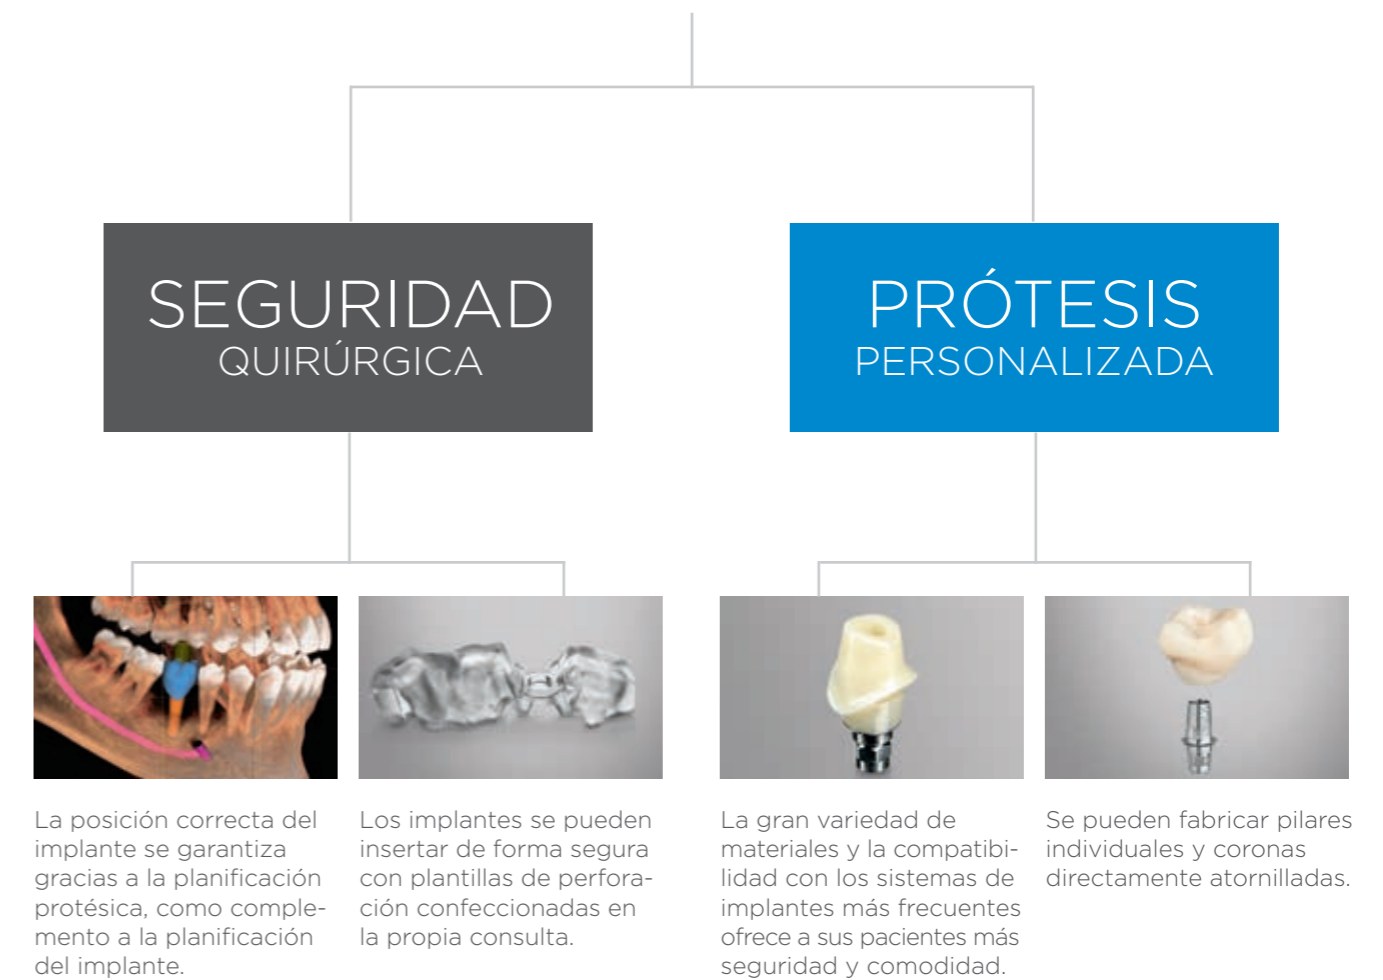 SEGURIDAD
QUIRÚRGICA
PRÓTESIS
PERSONALIZADA
La posición correcta del
implante se garantiza
gracias a la planificación
protésica, como comple-
mento a la planificación
del implante.
Los implantes se pueden
insertar de forma segura
con plantillas de perfora-
ción confeccionadas en
la propia consulta.
La gran variedad de
materiales y la compatibi-
lidad con los sistemas de
implantes más frecuentes
ofrece a sus pacientes más
seguridad y comodidad.
Se pueden fabricar pilares
individuales y coronas
directamente atornilladas.